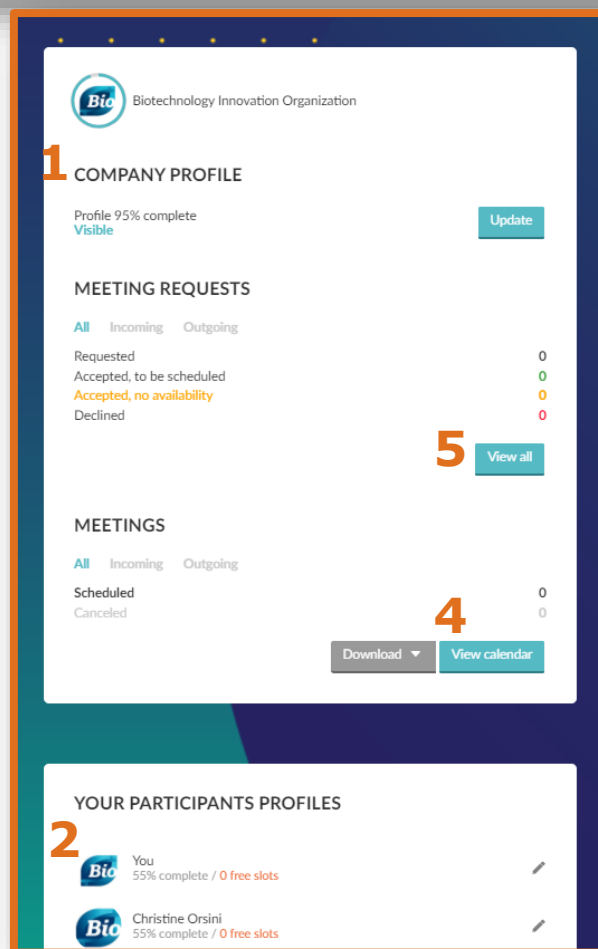 Bio Biotechnology Innovation Organization
1 COMPANY PROFILE
Profile 95% complete
Visible
Update
MEETING REQUESTS
All Incoming Outgoing
Requested 0
Accepted, to be scheduled 0
Accepted, no availability 0
Declined 0
5 View all
MEETINGS
All Incoming Outgoing
Scheduled 0
Canceled 0
4
Download View calendar
YOUR PARTICIPANTS PROFILES
2
Bio You
55% complete / 0 free slots
Bio Christine Orsini
55% complete / 0 free slots